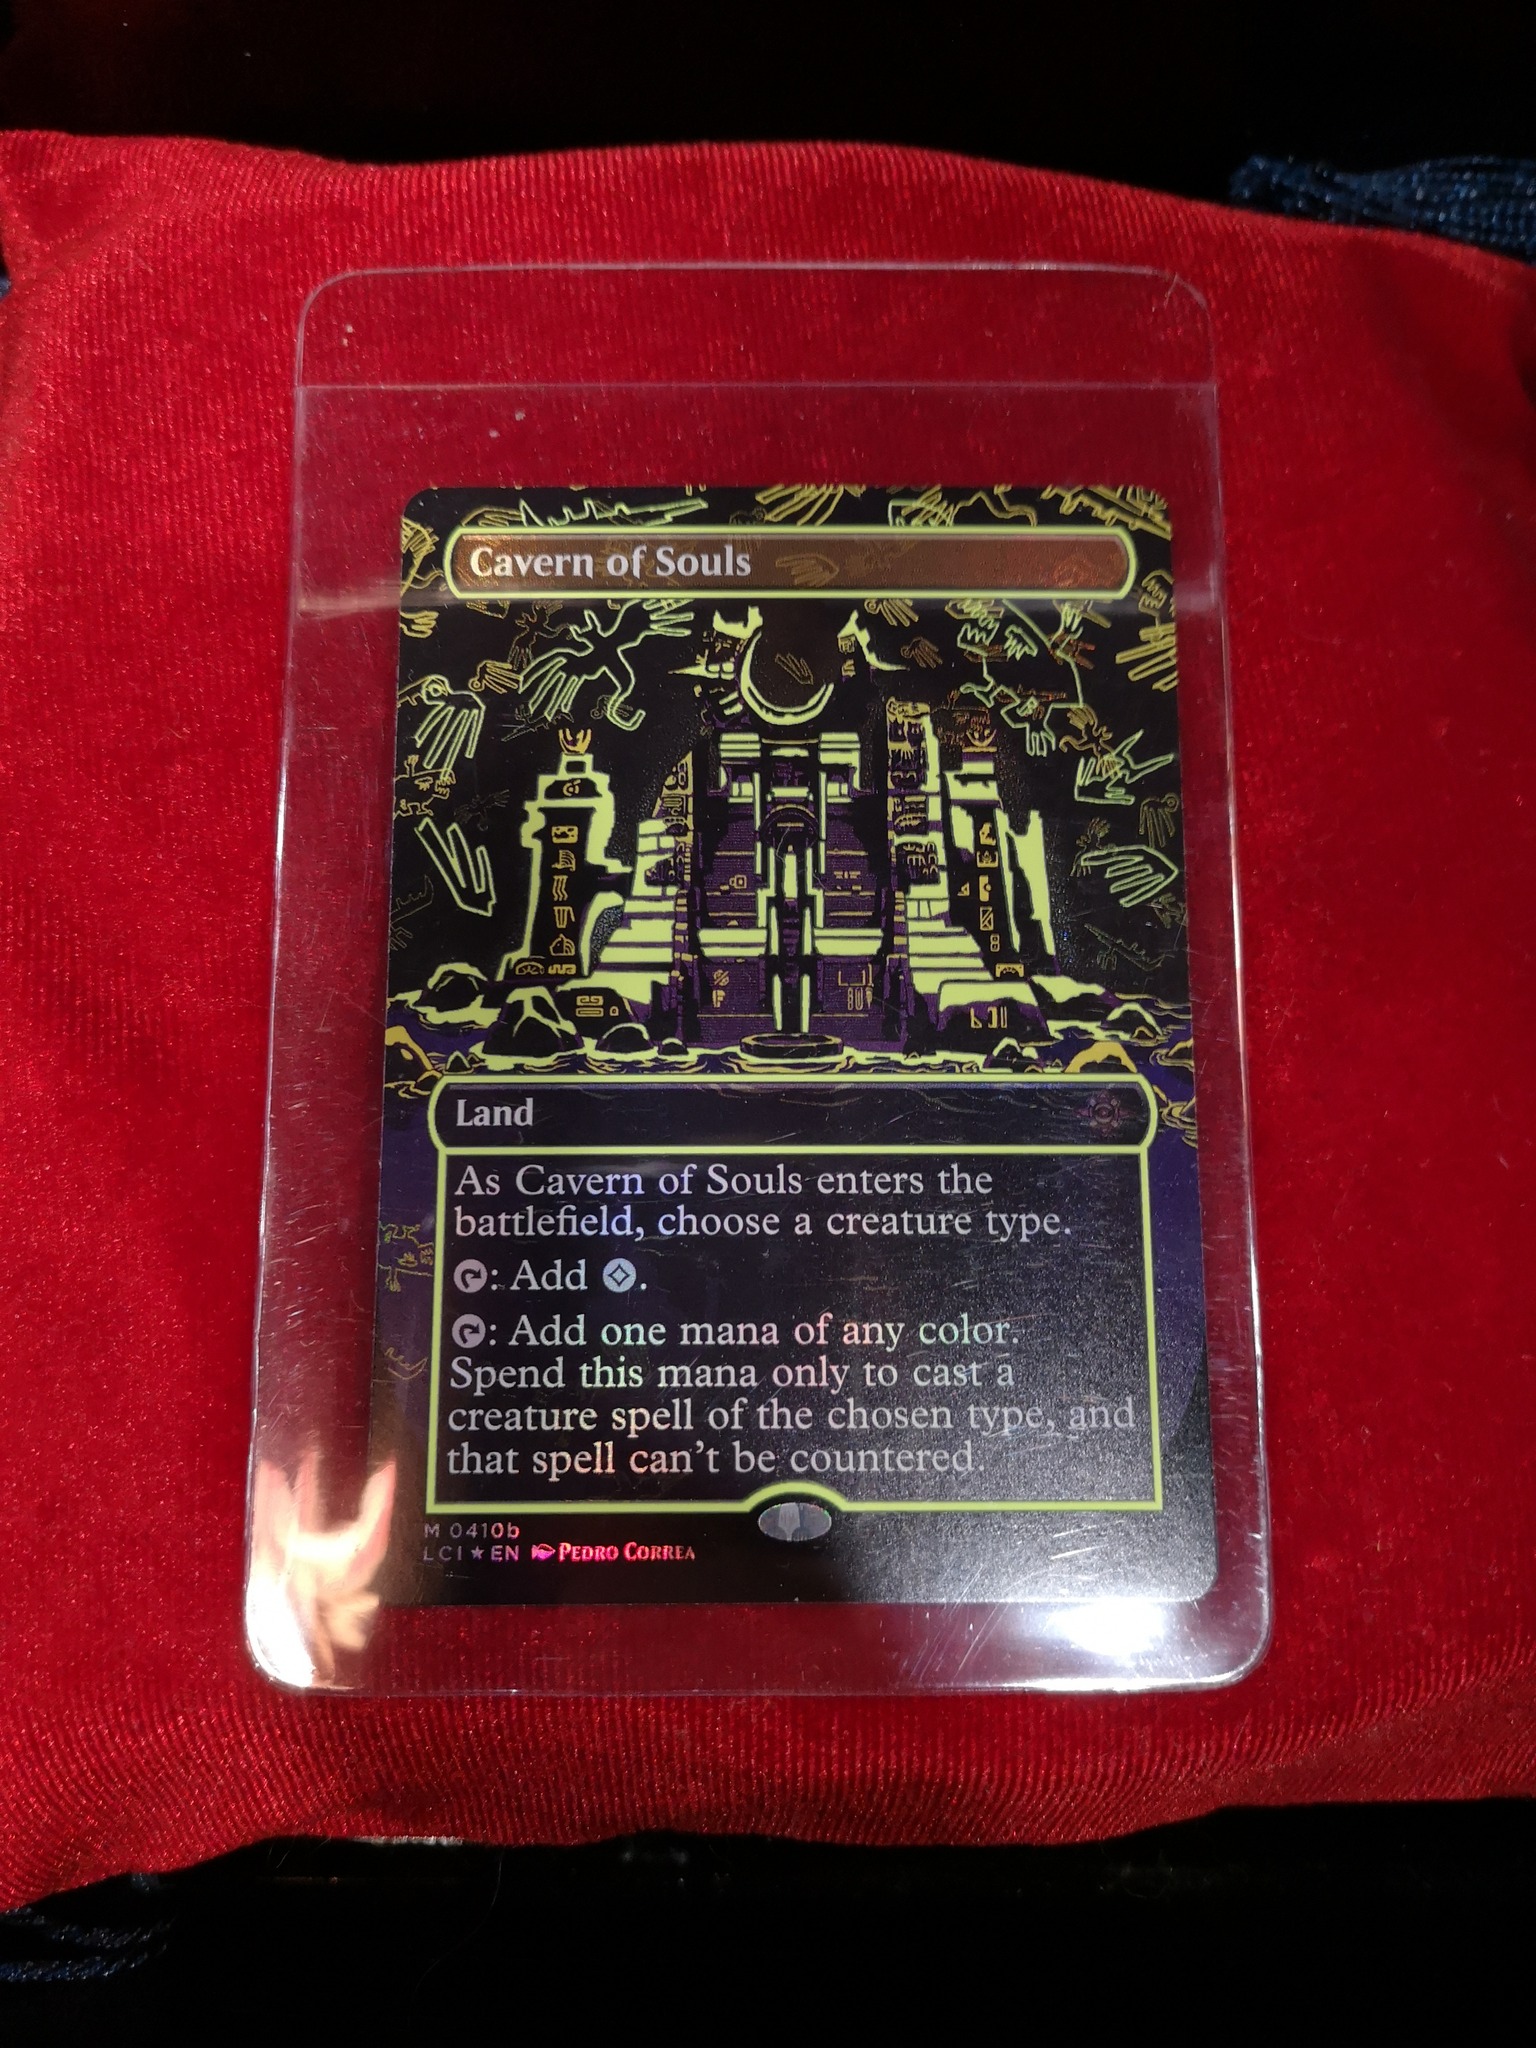 Cavern of Souls
Land
As Cavern of Souls enters the
battlefield, choose a creature type.
: Add .
: Add one mana of any color.
Spend this mana only to cast a
creature spell of the chosen type, and
that spell can't be countered.
M 0410b
LCI ★ EN PEDRO CORREA